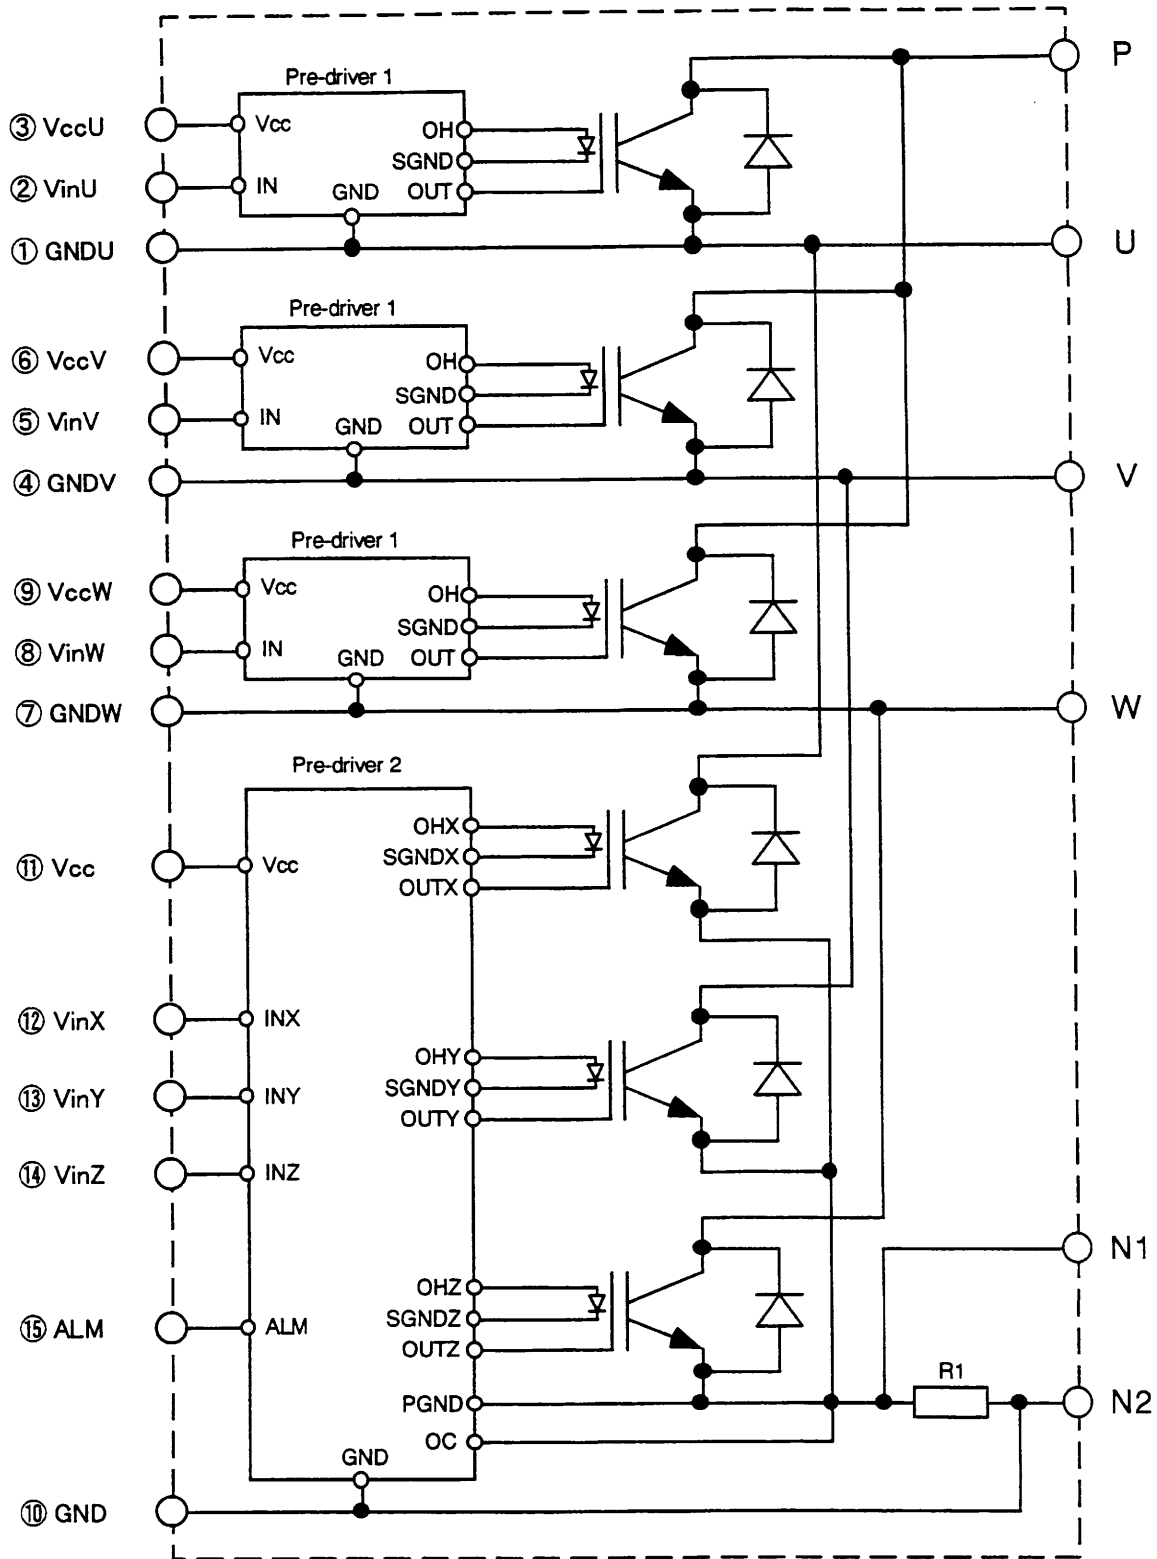 P
Pre-driver 1
③ VccU
Vcc
OH
SGND
② VinU
IN
GND
OUT
① GNDU
U
Pre-driver 1
⑥ VccV
Vcc
OH
SGND
⑤ VinV
IN
GND
OUT
④ GNDV
V
Pre-driver 1
⑨ VccW
Vcc
OH
SGND
⑧ VinW
IN
GND
OUT
⑦ GNDW
W
Pre-driver 2
OHX
SGNDX
⑪ Vcc
Vcc
OUTX
⑫ VinX
INX
OHY
SGNDY
⑬ VinY
INY
OUTY
⑭ VinZ
INZ
N1
OHZ
SGNDZ
⑮ ALM
ALM
OUTZ
R1
PGND
N2
OC
GND
⑩ GND